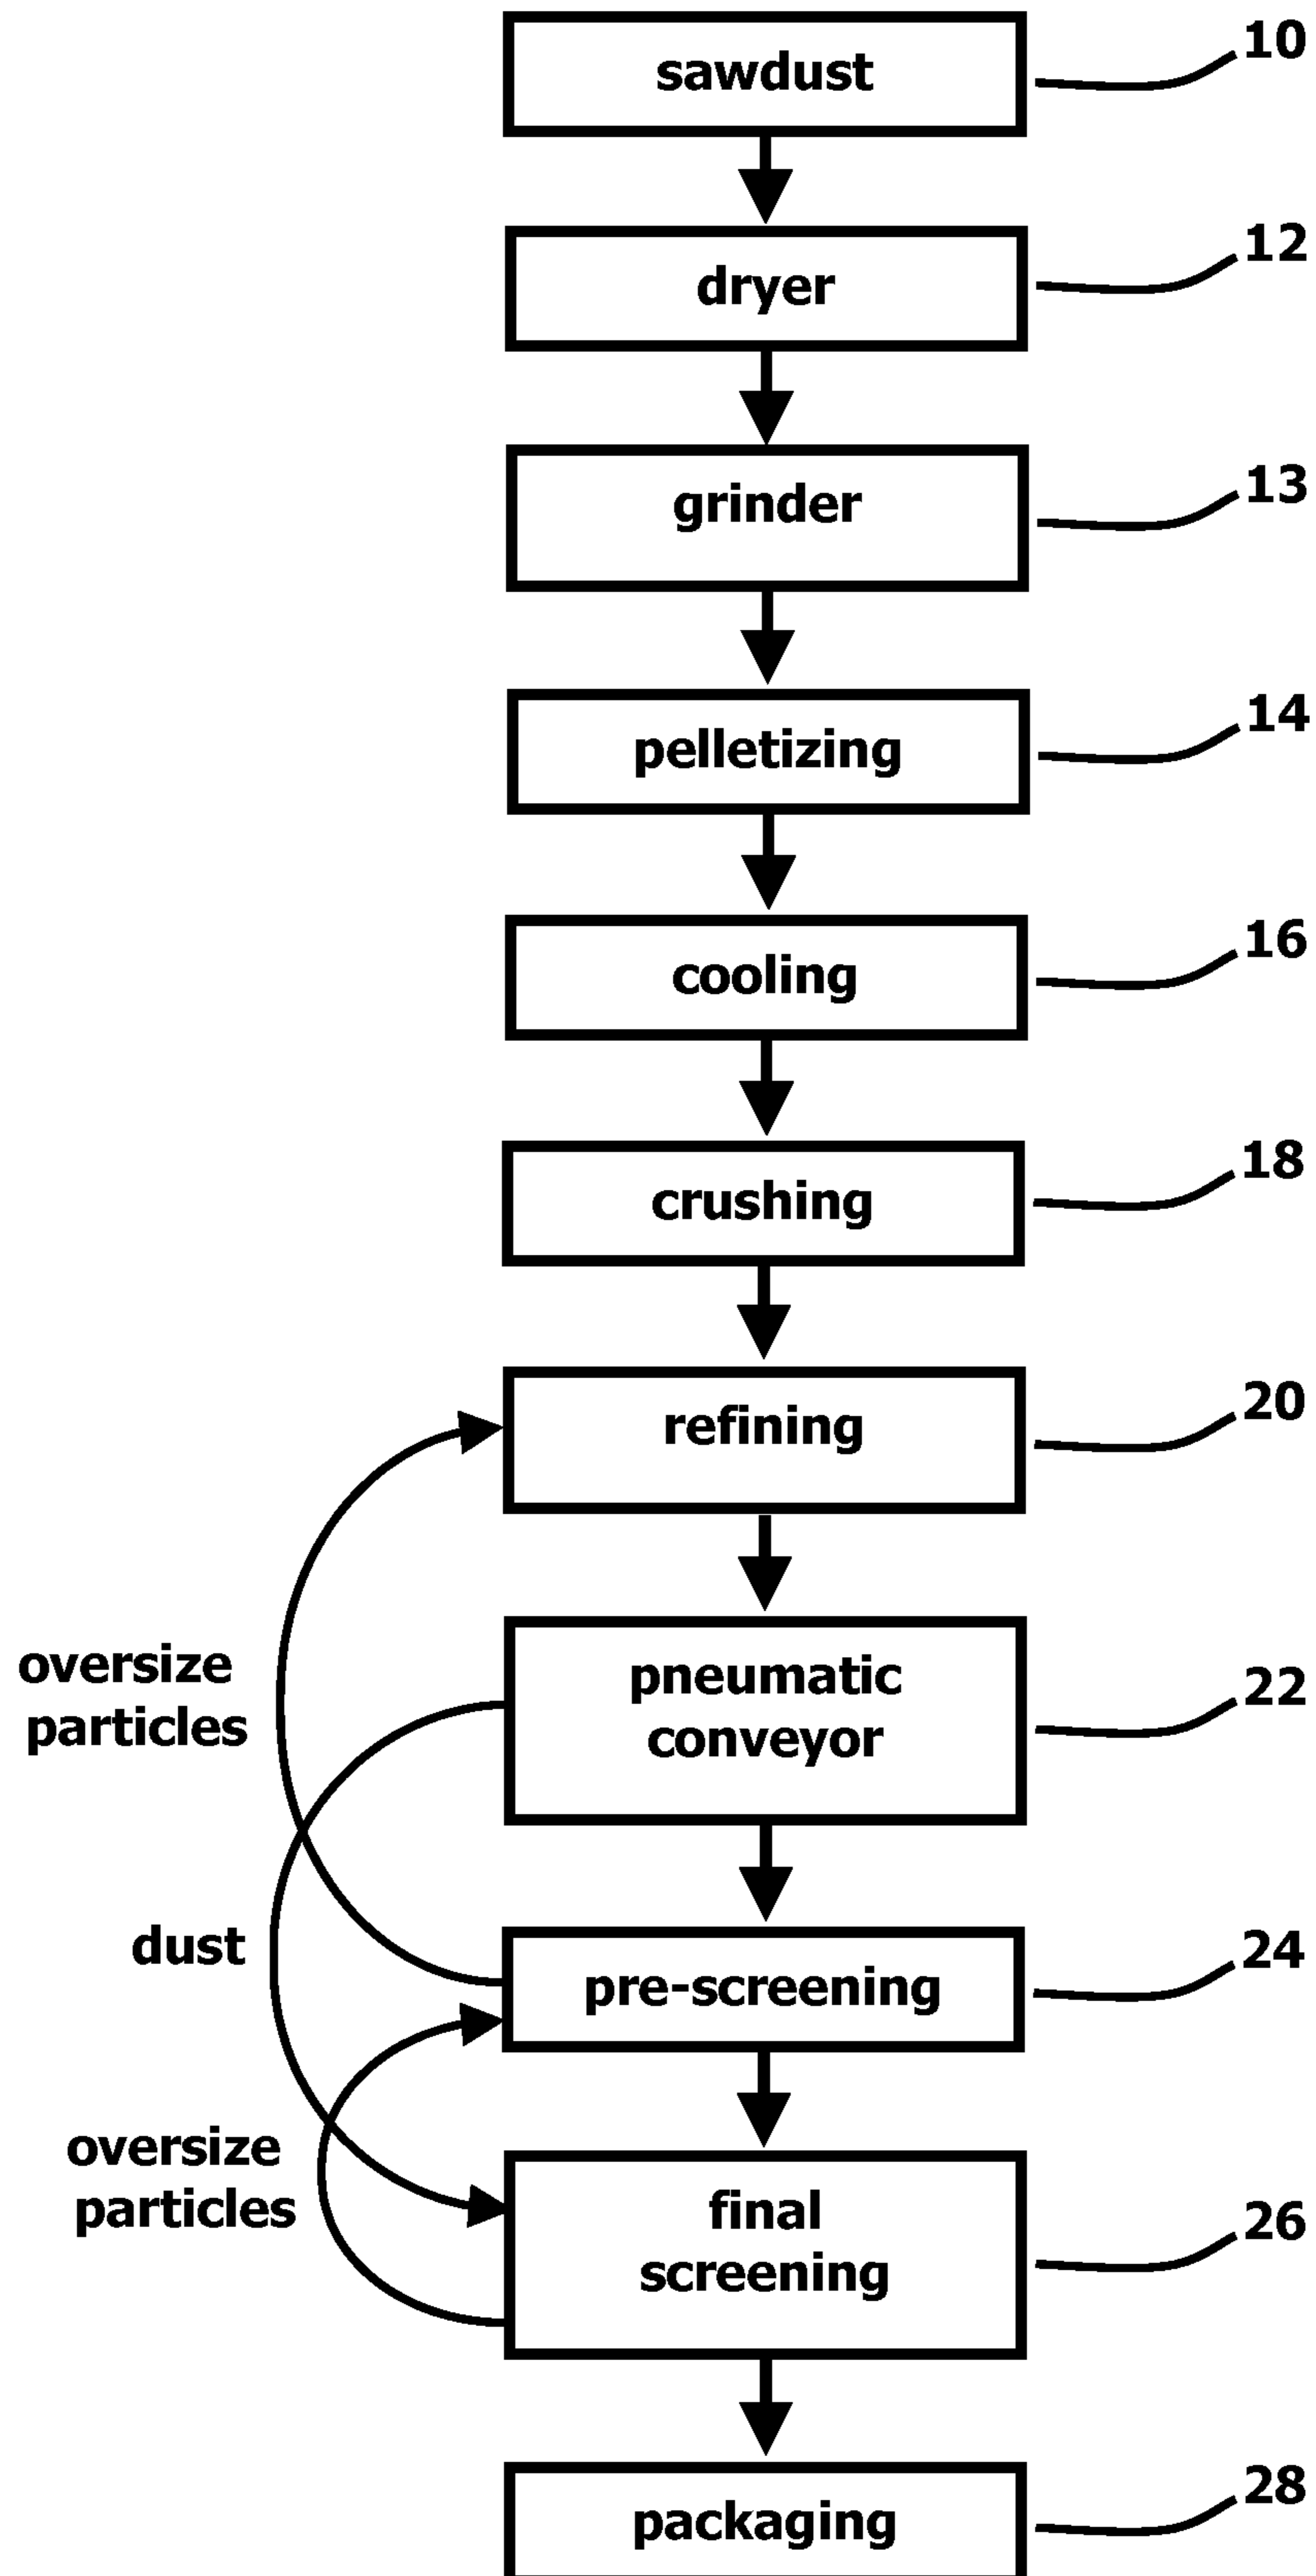 sawdust
10
dryer
12
grinder
13
pelletizing
14
cooling
16
crushing
18
refining
20
oversize
particles
pneumatic
conveyor
22
dust
pre-screening
24
oversize
particles
final
screening
26
packaging
28